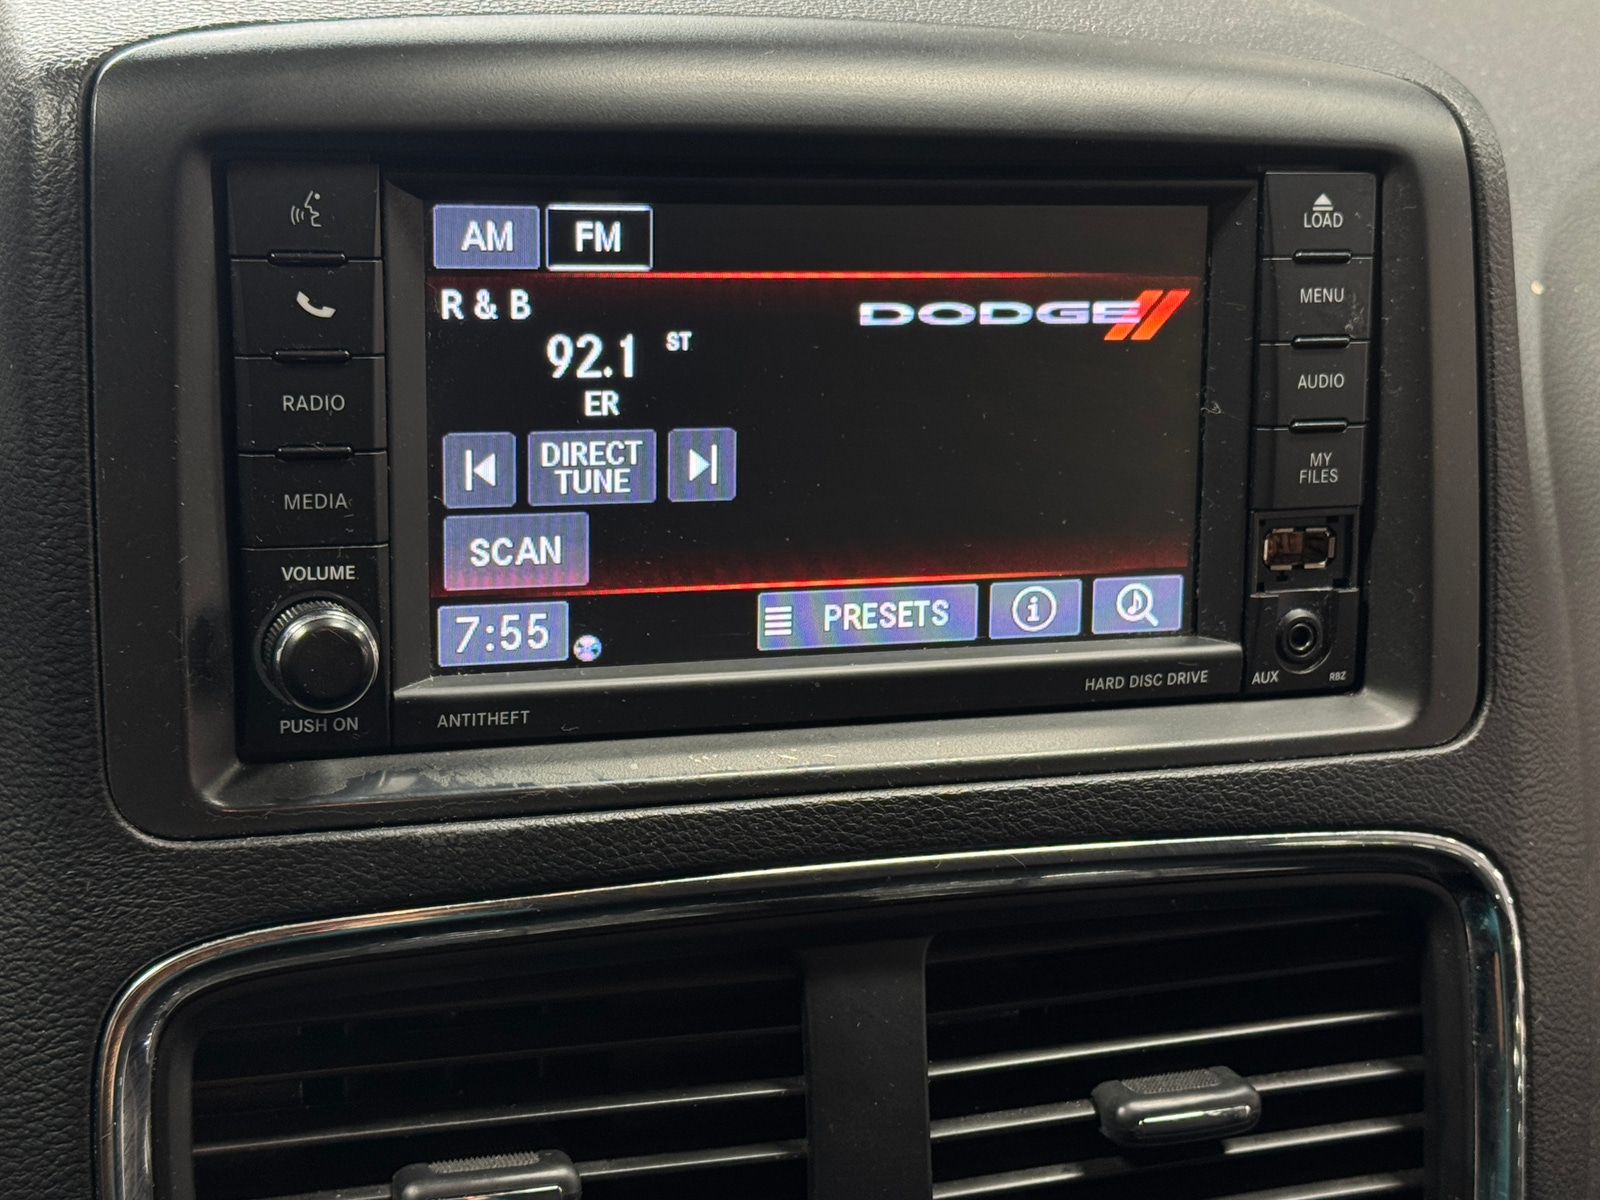 AM FM
R & B
DODGE
92.1 ST
ER
DIRECT
TUNE
SCAN
7:55
PRESETS
i
RADIO
MEDIA
VOLUME
PUSH ON
LOAD
MENU
AUDIO
MY
FILES
AUX RBZ
HARD DISC DRIVE
ANTITHEFT